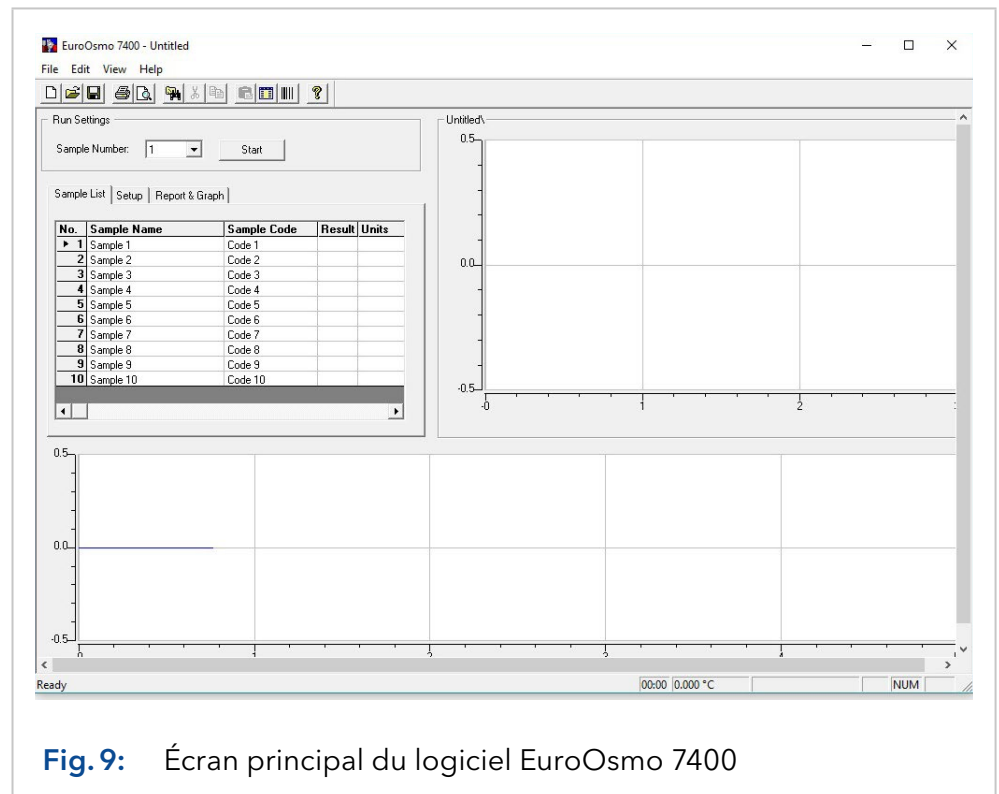 EuroOsmo 7400 - Untitled
File Edit View Help
Run Settings
Sample Number: 1 Start
Sample List Setup Report & Graph
No. Sample Name Sample Code Result Units
1 Sample 1 Code 1
2 Sample 2 Code 2
3 Sample 3 Code 3
4 Sample 4 Code 4
5 Sample 5 Code 5
6 Sample 6 Code 6
7 Sample 7 Code 7
8 Sample 8 Code 8
9 Sample 9 Code 9
10 Sample 10 Code 10
Untitled\
0.5
0.0
-0.5
-0 1 2
0.5
0.0
-0.5
Ready 00:00 0.000 °C NUM
Fig. 9: Écran principal du logiciel EuroOsmo 7400